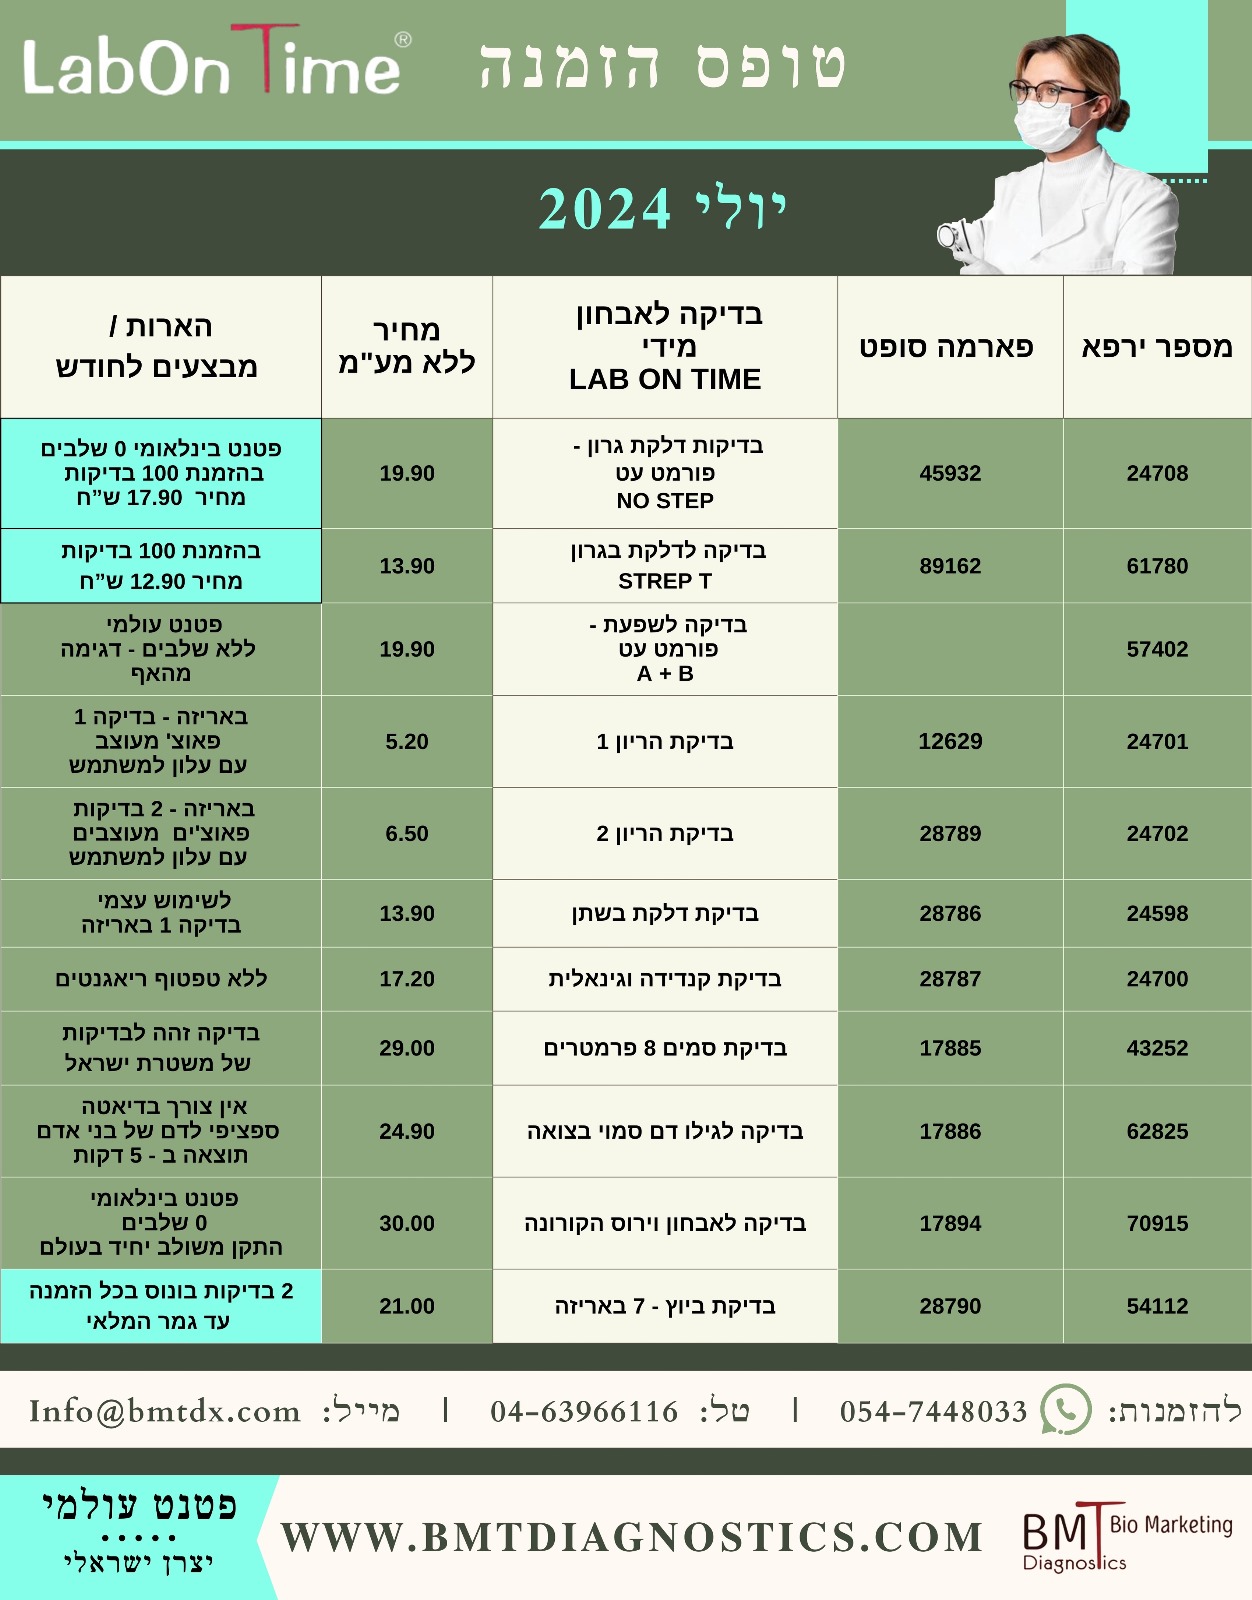 LabOn Time®
טופס הזמנה
יולי 2024
מספר ירפא
פארמה סופט
בדיקה לאבחון
מידי
LAB ON TIME
מחיר
ללא מע"מ
הארות /
מבצעים לחודש
24708
45932
בדיקות דלקת גרון -
פורמט עט
NO STEP
19.90
פטנט בינלאומי 0 שלבים
בהזמנת 100 בדיקות
מחיר 17.90 ש”ח
61780
89162
בדיקה לדלקת בגרון
STREP T
13.90
בהזמנת 100 בדיקות
מחיר 12.90 ש”ח
57402
בדיקה לשפעת -
פורמט עט
A + B
19.90
פטנט עולמי
ללא שלבים - דגימה
מהאף
24701
12629
בדיקת הריון 1
5.20
באריזה - בדיקה 1
פאוצ' מעוצב
עם עלון למשתמש
24702
28789
בדיקת הריון 2
6.50
באריזה - 2 בדיקות
פאוצ'ים מעוצבים
עם עלון למשתמש
24598
28786
בדיקת דלקת בשתן
13.90
לשימוש עצמי
בדיקה 1 באריזה
24700
28787
בדיקת קנדידה וגינאלית
17.20
ללא טפטוף ריאגנטים
43252
17885
בדיקת סמים 8 פרמטרים
29.00
בדיקה זהה לבדיקות
של משטרת ישראל
62825
17886
בדיקה לגילו דם סמוי בצואה
24.90
אין צורך בדיאטה
ספציפי לדם של בני אדם
תוצאה ב - 5 דקות
70915
17894
בדיקה לאבחון וירוס הקורונה
30.00
פטנט בינלאומי
0 שלבים
התקן משולב יחיד בעולם
54112
28790
בדיקת ביוץ - 7 באריזה
21.00
2 בדיקות בונוס בכל הזמנה
עד גמר המלאי
להזמנות: 054-7448033 | טל: 04-63966116 | מייל: Info@bmtdx.com
BMT Bio Marketing
Diagnostics
WWW.BMTDIAGNOSTICS.COM
פטנט עולמי
•••••
יצרן ישראלי